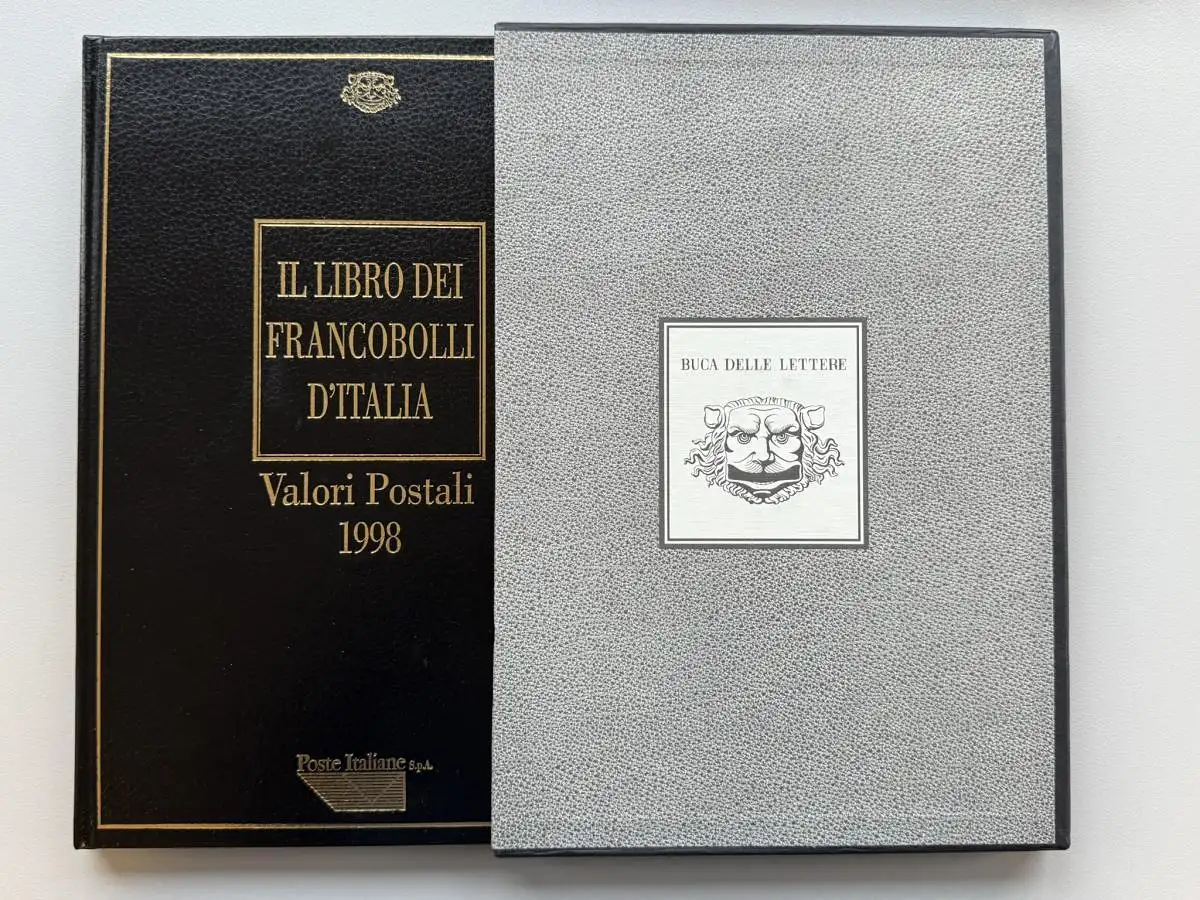 IL LIBRO DEI
FRANCOBOLLI
D'ITALIA
Valori Postali
1998
Poste Italiane S.p.A.
BUCA DELLE LETTERE